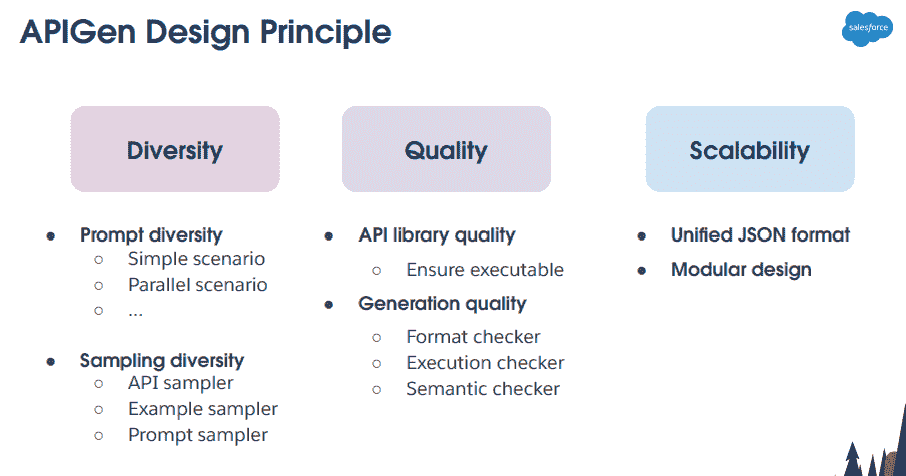 APIGen Design Principle
salesforce
Diversity
Quality
Scalability
● Prompt diversity
○ Simple scenario
○ Parallel scenario
○ ...
● Sampling diversity
○ API sampler
○ Example sampler
○ Prompt sampler
● API library quality
○ Ensure executable
● Generation quality
○ Format checker
○ Execution checker
○ Semantic checker
● Unified JSON format
● Modular design